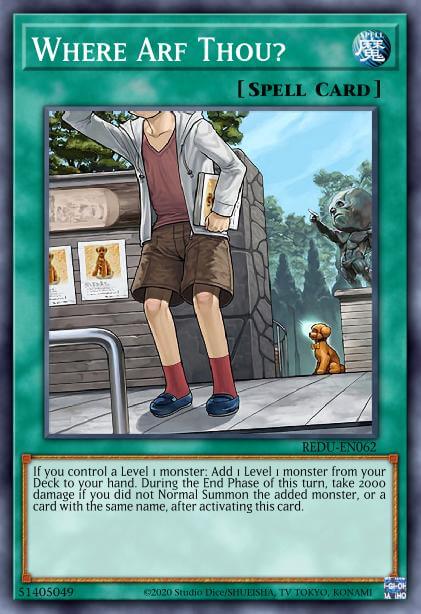 Where Arf Thou?
SPELL
魔
[Spell Card]
REDU-EN062
If you control a Level 1 monster: Add 1 Level 1 monster from your
Deck to your hand. During the End Phase of this turn, take 2000
damage if you did not Normal Summon the added monster, or a
card with the same name, after activating this card.
51405049
©2020 Studio Dice/SHUEISHA, TV TOKYO, KONAMI